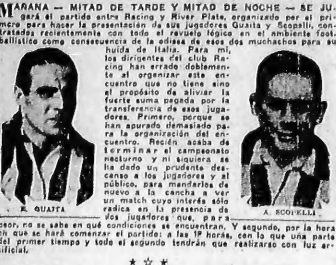 MAÑANA — MITAD DE TARDE Y MITAD DE NOCHE — SE JU-
gará el partido entre Racing y River Plate, organizado por el pri-
mero para hacer la presentación de sus jugadores Guaita y Scopelli, con-
tratados recientemente con todo el revuelo lógico en el ambiente foot-
ballístico como consecuencia de la odisea de esos dos muchachos para su
huída de Italia. Para mí,
los dirigentes del club Ra-
cing han errado doblemen-
te al organizar este en-
cuentro que no tiene sino
el propósito de aliviar la
fuerte suma pagada por la
transferencia de esos juga-
dores. Primero, porque se
han apurado demasiado pa-
ra la organización del en-
cuentro. Recién acaba de
terminar el campeonato
nocturno y ni siquiera se
ha dado un prudente des-
canso a los jugadores y al
público, para mandarlos de
nuevo a la cancha a ver
un match cuyo interés sólo
radica en la presencia de
dos jugadores que, para
E. GUAITA
A. SCOPELLI
peor, no se sabe en qué condiciones se encuentran. Y segundo, por la hora
en que se hará comenzar el partido: a las 19 horas, con lo que una parte
del primer tiempo y todo el segundo tendrán que realizarse con luz ar-
tificial.